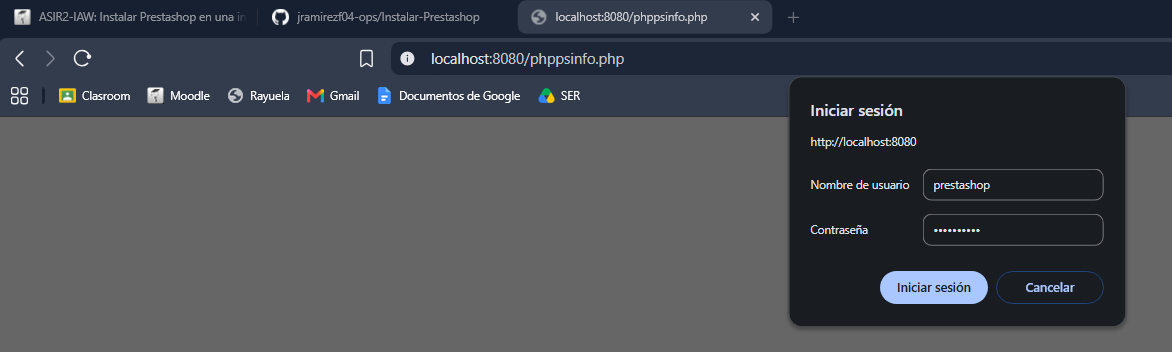 ASIR2-IAW: Instalar Prestashop en una in
jramirezf04-ops/Instalar-Prestashop
localhost:8080/phppsinfo.php
localhost:8080/phppsinfo.php
Clasroom
Moodle
Rayuela
Gmail
Documentos de Google
SER
Iniciar sesión
http://localhost:8080
Nombre de usuario prestashop
Contraseña ••••••••••
Iniciar sesión Cancelar